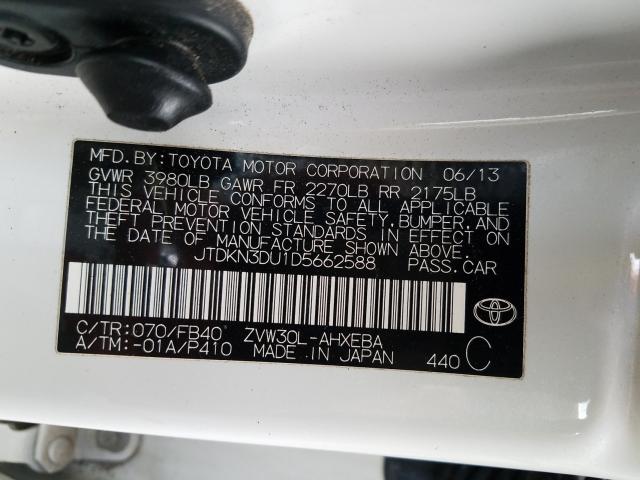 MFD. BY: TOYOTA MOTOR CORPORATION 06/13
GVWR 3980LB GAWR FR 2270LB RR 2175LB
THIS VEHICLE CONFORMS TO ALL APPLICABLE
FEDERAL MOTOR VEHICLE SAFETY, BUMPER, AND
THEFT PREVENTION STANDARDS IN EFFECT ON
THE DATE OF MANUFACTURE SHOWN ABOVE.
JTDKN3DU1D5662588 PASS. CAR
C/TR: 070/FB40 ZVW30L-AHXEBA
A/TM: -01A/P410 MADE IN JAPAN 440 C